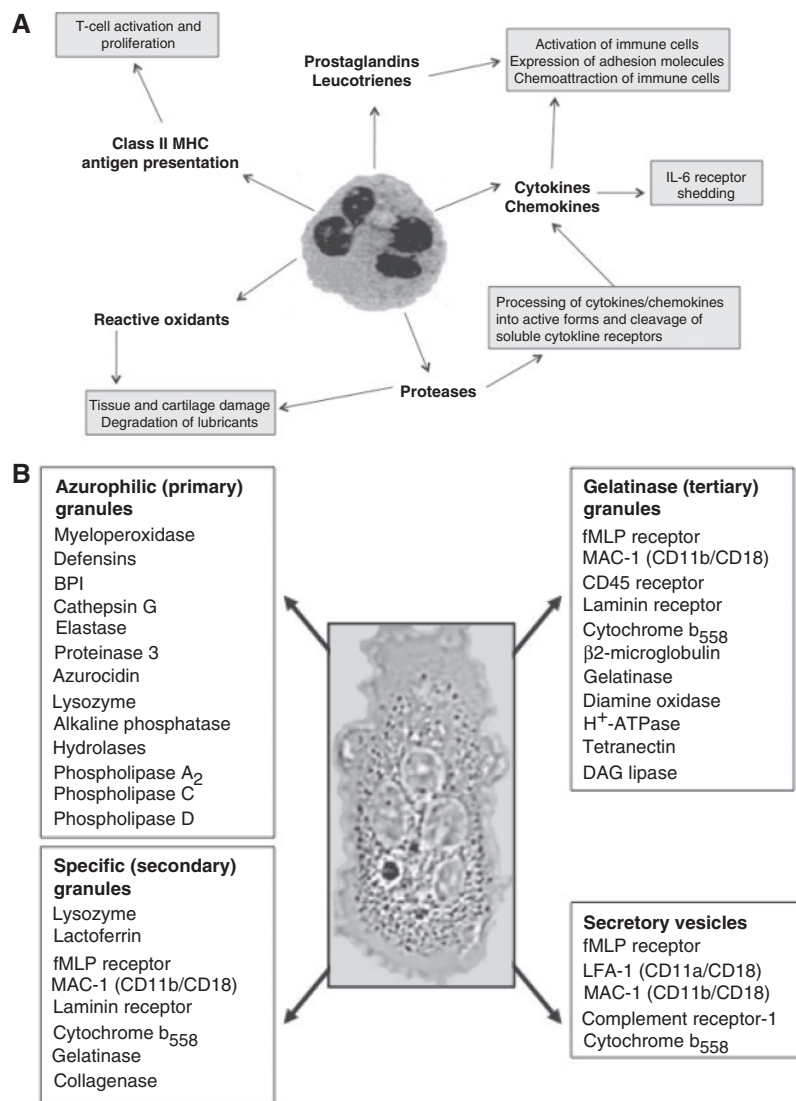 A
T-cell activation and
proliferation
Prostaglandins
Leucotrienes
Activation of immune cells
Expression of adhesion molecules
Chemoattraction of immune cells
Class II MHC
antigen presentation
Cytokines
Chemokines
IL-6 receptor
shedding
Reactive oxidants
Processing of cytokines/chemokines
into active forms and cleavage of
soluble cytokline receptors
Proteases
Tissue and cartilage damage
Degradation of lubricants
B
Azurophilic (primary)
granules
Myeloperoxidase
Defensins
BPI
Cathepsin G
Elastase
Proteinase 3
Azurocidin
Lysozyme
Alkaline phosphatase
Hydrolases
Phospholipase A2
Phospholipase C
Phospholipase D
Specific (secondary)
granules
Lysozyme
Lactoferrin
fMLP receptor
MAC-1 (CD11b/CD18)
Laminin receptor
Cytochrome b558
Gelatinase
Collagenase
Gelatinase (tertiary)
granules
fMLP receptor
MAC-1 (CD11b/CD18)
CD45 receptor
Laminin receptor
Cytochrome b558
β2-microglobulin
Gelatinase
Diamine oxidase
H+-ATPase
Tetranectin
DAG lipase
Secretory vesicles
fMLP receptor
LFA-1 (CD11a/CD18)
MAC-1 (CD11b/CD18)
Complement receptor-1
Cytochrome b558